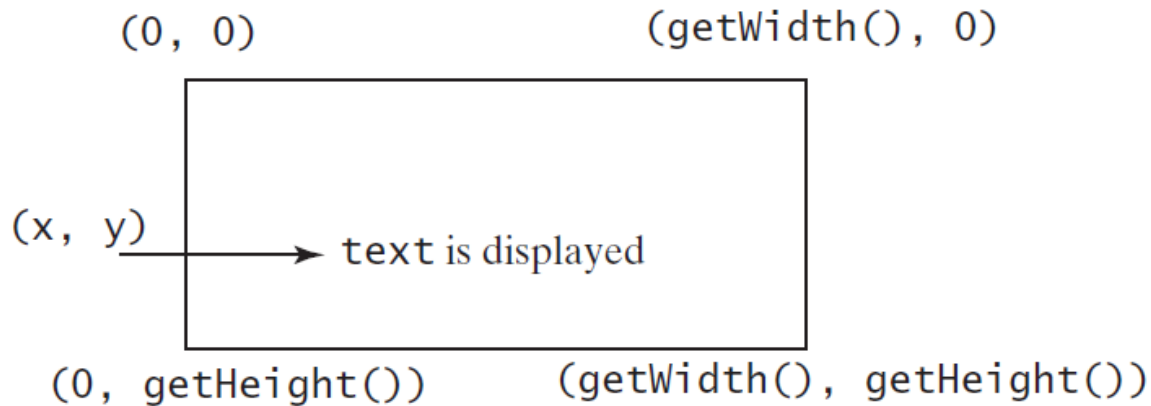 (0, 0)
(getWidth(), 0)
(x, y)
text is displayed
(0, getHeight())
(getWidth(), getHeight())